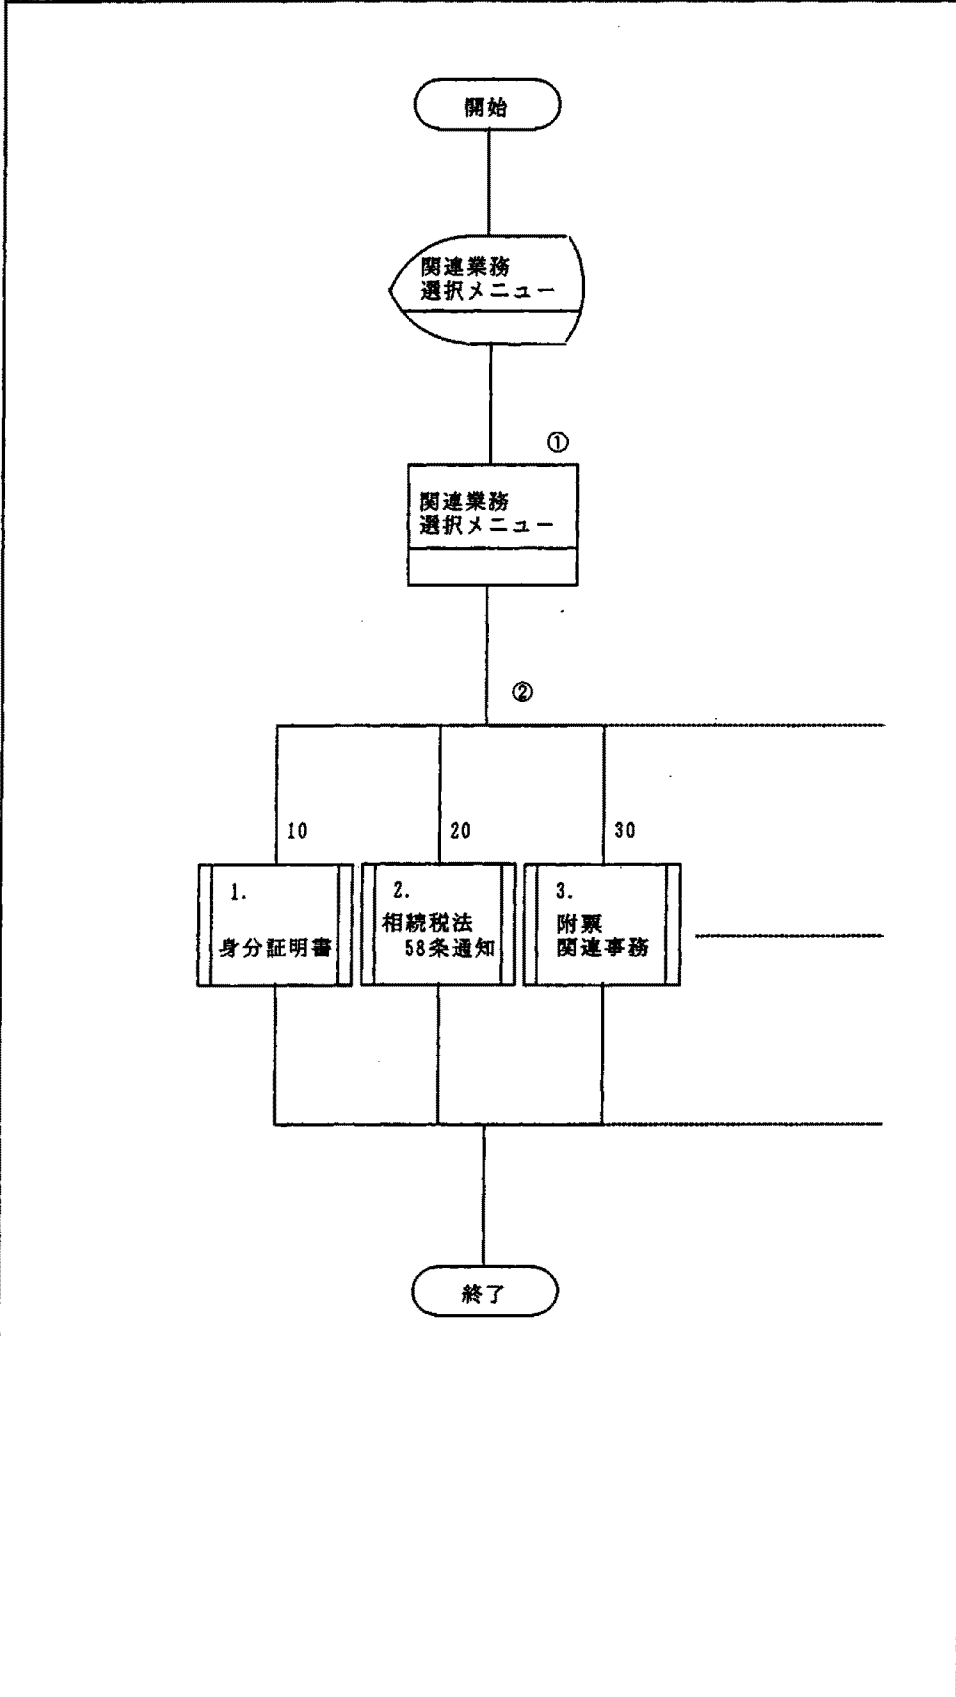 開始
関連業務
選択メニュー
①
関連業務
選択メニュー
②
10
20
30
1.
身分証明書
2.
相続税法
58条通知
3.
附票
関連事務
終了